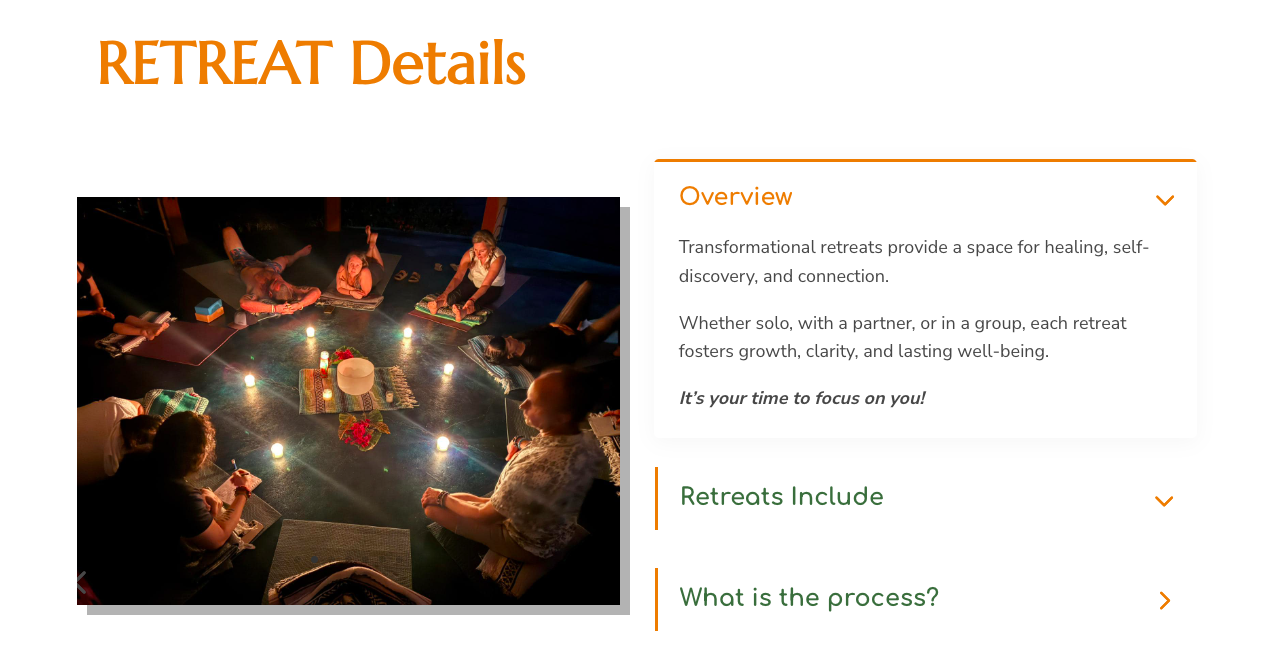 RETREAT Details
Overview
Transformational retreats provide a space for healing, self-
discovery, and connection.
Whether solo, with a partner, or in a group, each retreat
fosters growth, clarity, and lasting well-being.
It’s your time to focus on you!
Retreats Include
What is the process?